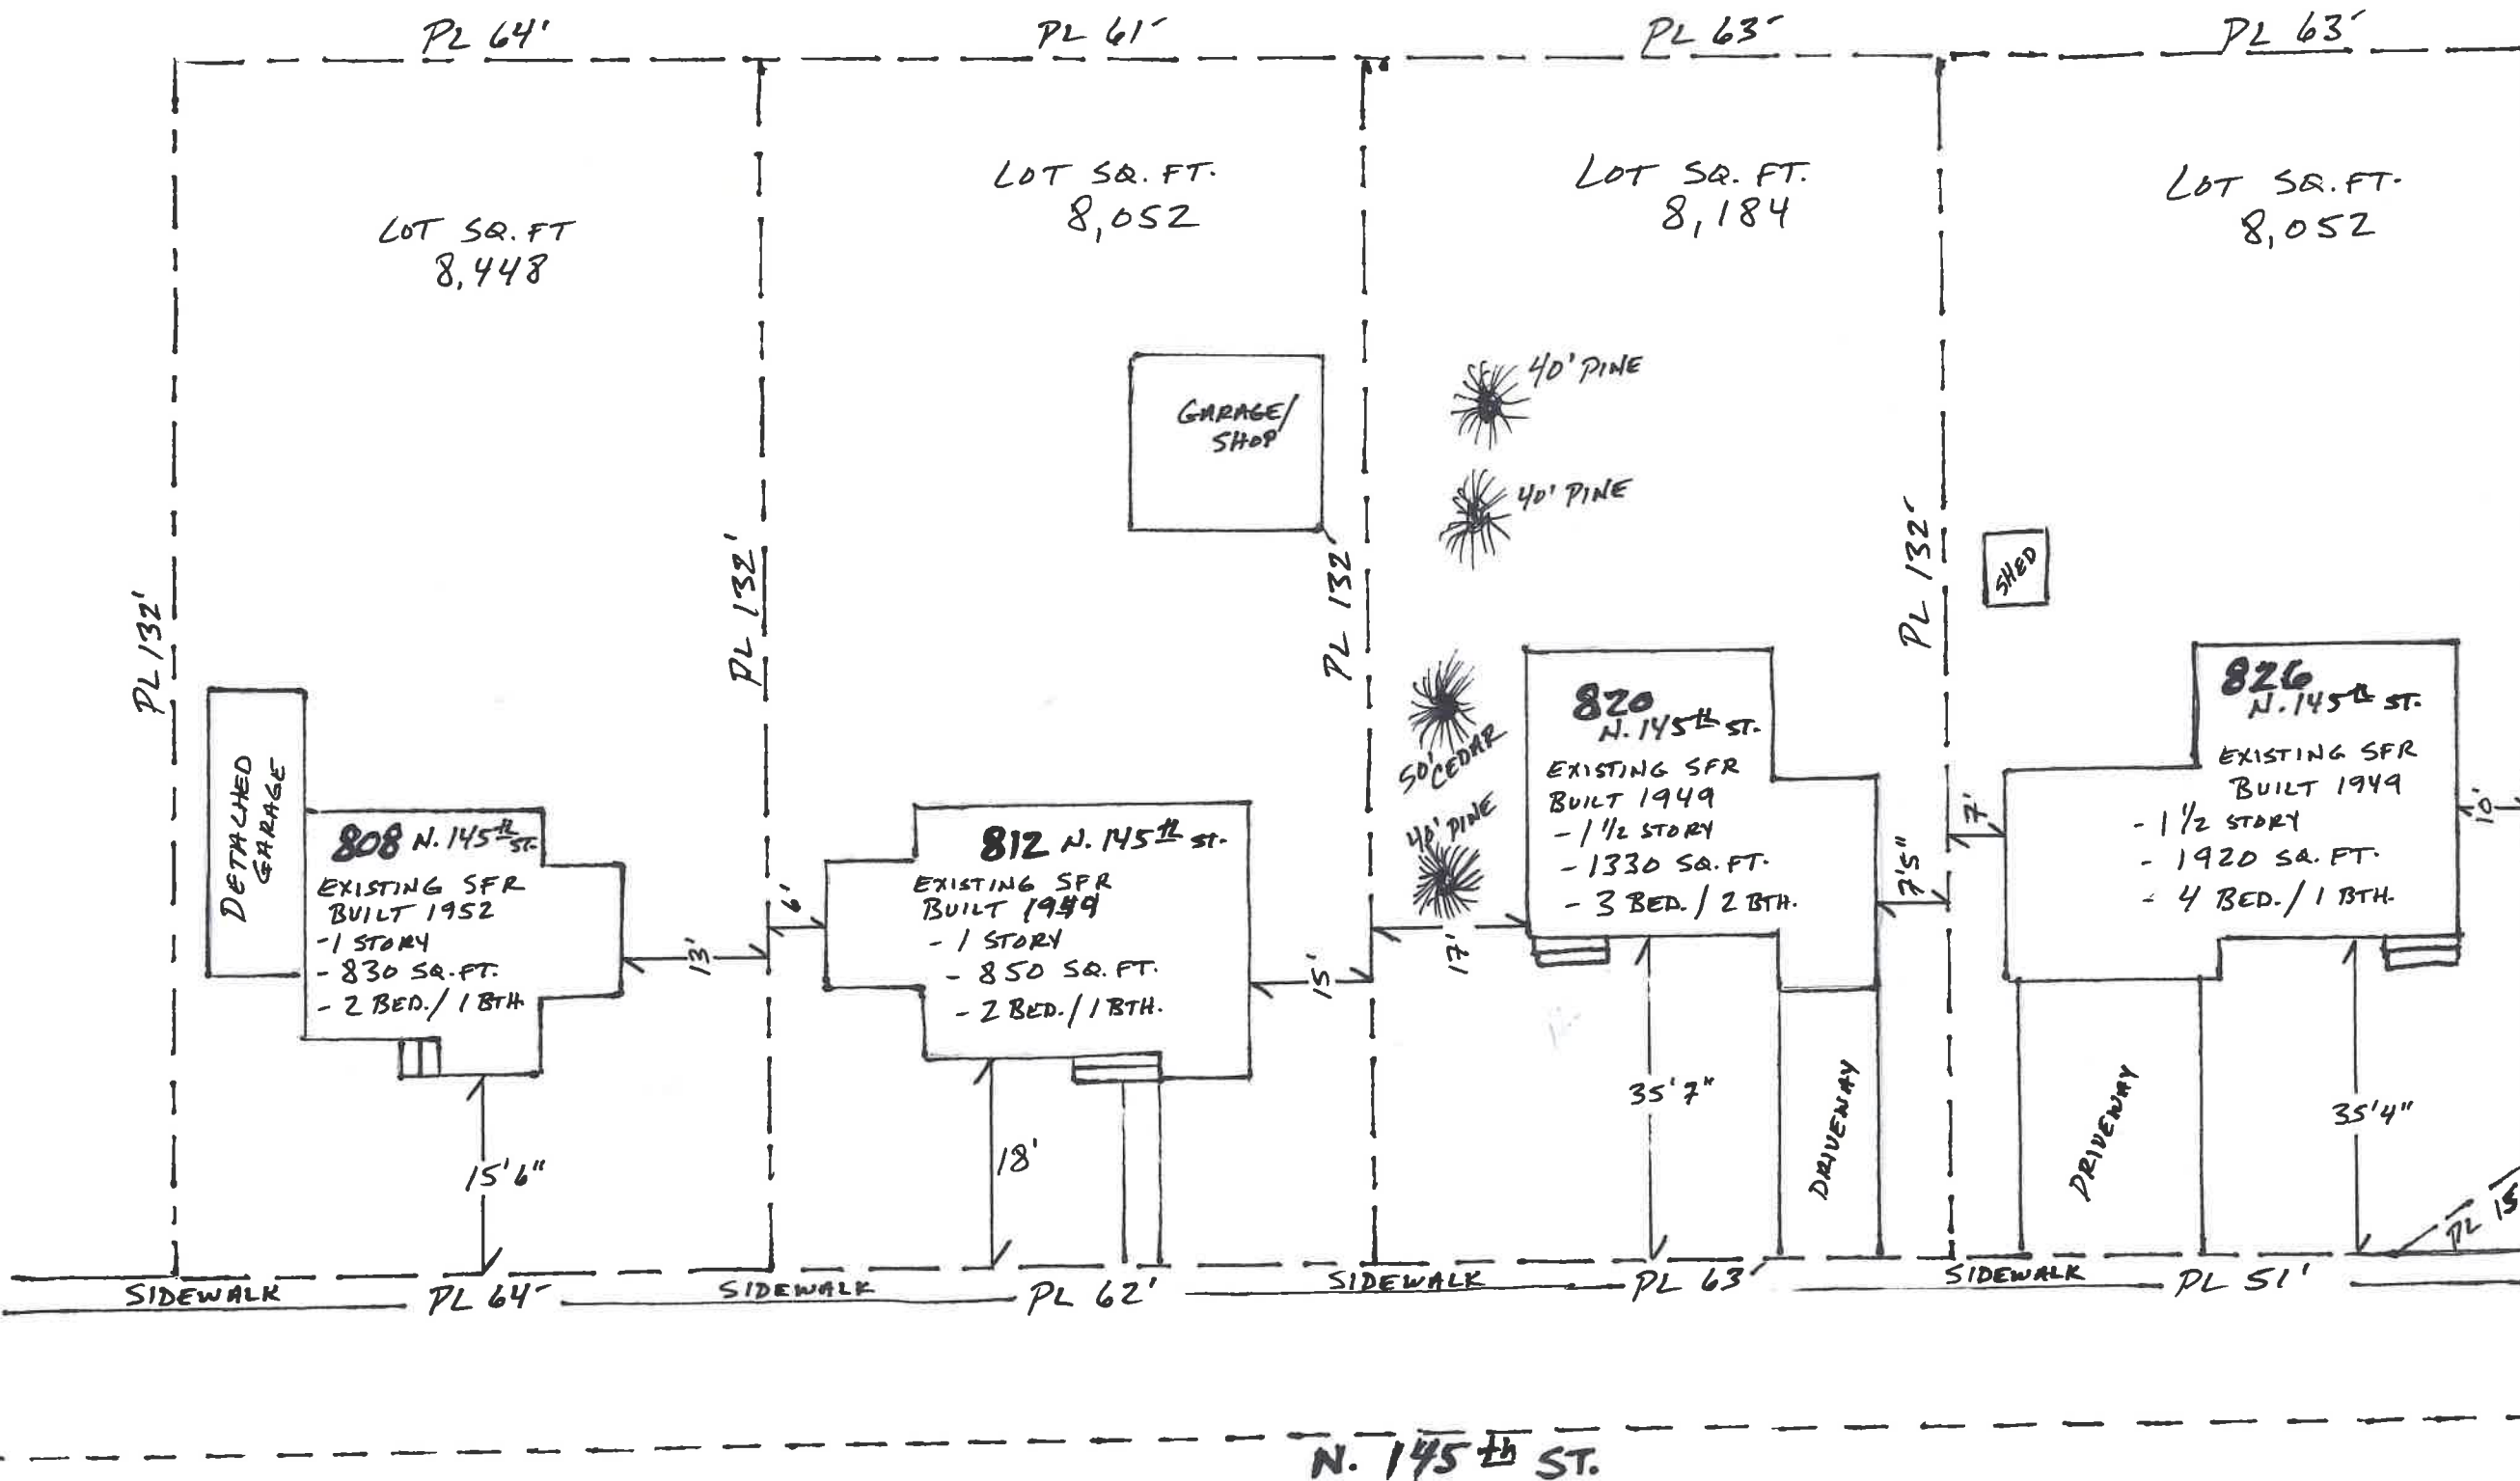 PL 64'
PL 61'
PL 63'
PL 63'
LOT SQ. FT
8,448
LOT SQ. FT.
8,052
LOT SQ. FT.
8,184
LOT SQ. FT.
8,052
PL 132'
PL 132'
PL 132'
PL 132'
GARAGE/
SHOP
40' PINE
40' PINE
50' CEDAR
40' PINE
SHED
DETACHED
GARAGE
808 N. 145th ST.
EXISTING SFR
BUILT 1952
- 1 STORY
- 830 SQ. FT.
- 2 BED. / 1 BTH.
13'
15'6"
6'
812 N. 145th ST.
EXISTING SFR
BUILT 1949
- 1 STORY
- 850 SQ. FT.
- 2 BED. / 1 BTH.
15'
18'
17'
820
N. 145th ST.
EXISTING SFR
BUILT 1949
- 1 1/2 STORY
- 1330 SQ. FT.
- 3 BED. / 2 BTH.
7'5"
35'7"
DRIVEWAY
7'
826
N. 145th ST.
EXISTING SFR
BUILT 1949
- 1 1/2 STORY
- 1920 SQ. FT.
- 4 BED. / 1 BTH.
10'
DRIVEWAY
35'4"
PL 15
SIDEWALK
PL 64'
SIDEWALK
PL 62'
SIDEWALK
PL 63'
SIDEWALK
PL 51'
N. 145th ST.